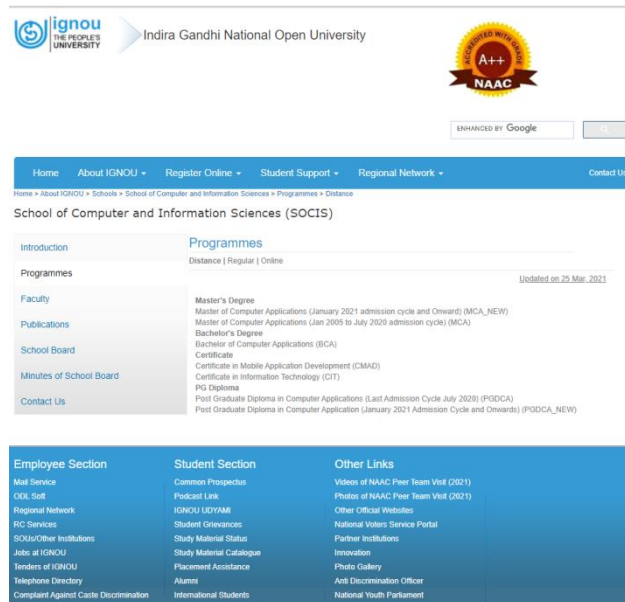 ignou
THE PEOPLE'S
UNIVERSITY
Indira Gandhi National Open University
ACCREDITED WITH GRADE
A++
NAAC
ENHANCED BY Google
Home About IGNOU Register Online Student Support Regional Network Contact Us
Home > About IGNOU > Schools > School of Computer and Information Sciences > Programmes > Distance
School of Computer and Information Sciences (SOCIS)
Introduction
Programmes
Faculty
Publications
School Board
Minutes of School Board
Contact Us
Programmes
Distance | Regular | Online
Updated on 25 Mar, 2021
Master's Degree
Master of Computer Applications (January 2021 admission cycle and Onward) (MCA_NEW)
Master of Computer Applications (Jan 2005 to July 2020 admission cycle) (MCA)
Bachelor's Degree
Bachelor of Computer Applications (BCA)
Certificate
Certificate in Mobile Application Development (CMAD)
Certificate in Information Technology (CIT)
PG Diploma
Post Graduate Diploma in Computer Applications (Last Admission Cycle July 2020) (PGDCA)
Post Graduate Diploma in Computer Application (January 2021 Admission Cycle and Onwards) (PGDCA_NEW)
Employee Section
Mail Service
ODL Soft
Regional Network
RC Services
SOUs/Other Institutions
Jobs at IGNOU
Tenders of IGNOU
Telephone Directory
Complaint Against Caste Discrimination
Student Section
Common Prospectus
Podcast Link
IGNOU UDYAMI
Student Grievances
Study Material Status
Study Material Catalogue
Placement Assistance
Alumni
International Students
Other Links
Videos of NAAC Peer Team Visit (2021)
Photos of NAAC Peer Team Visit (2021)
Other Official Websites
National Voters Service Portal
Partner Institutions
Innovation
Photo Gallery
Anti Discrimination Officer
National Youth Parliament